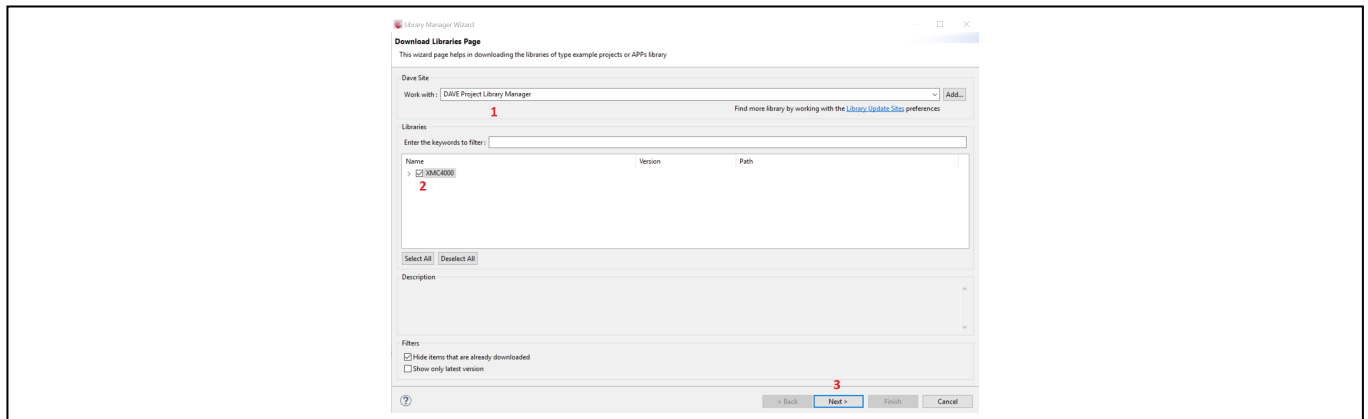 Library Manager Wizard
Download Libraries Page
This wizard page helps in downloading the libraries of type example projects or APPs library
Dave Site
Work with : DAVE Project Library Manager Add...
1
Find more library by working with the Library Update Sites preferences
Libraries
Enter the keywords to filter :
Name Version Path
XMC4000
2
Select All Deselect All
Description
Filters
Hide items that are already downloaded
Show only latest version
3
? < Back Next > Finish Cancel